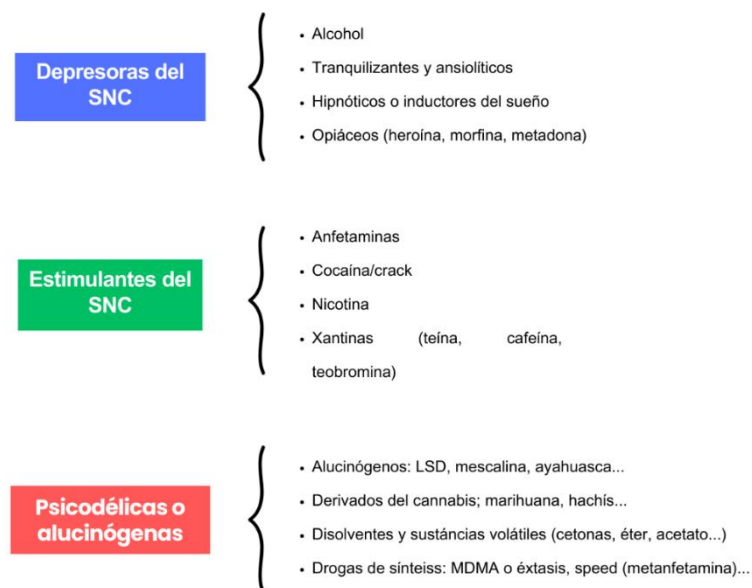 Depresoras del
SNC
• Alcohol
• Tranquilizantes y ansiolíticos
• Hipnóticos o inductores del sueño
• Opiáceos (heroína, morfina, metadona)
Estimulantes del
SNC
• Anfetaminas
• Cocaína/crack
• Nicotina
• Xantinas (teína, cafeína,
teobromina)
Psicodélicas o
alucinógenas
• Alucinógenos: LSD, mescalina, ayahuasca...
• Derivados del cannabis; marihuana, hachís...
• Disolventes y sustáncias volátiles (cetonas, éter, acetato...)
• Drogas de sínteiss: MDMA o éxtasis, speed (metanfetamina)...